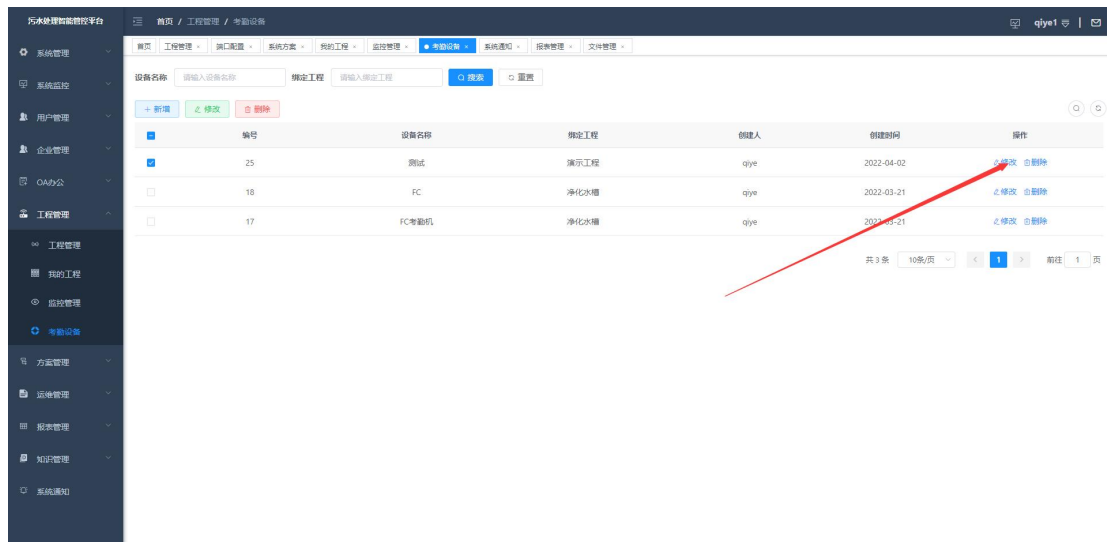 污水处理智能管控平台
首页 / 工程管理 / 考勤设备
qiye1
首页 工程管理 × 端口配置 × 系统方案 × 我的工程 × 监控管理 × 考勤设备 × 系统通知 × 报表管理 × 文件管理 ×
系统管理
系统监控
用户管理
企业管理
OA办公
工程管理
工程管理
我的工程
监控管理
考勤设备
方案管理
运维管理
报表管理
知识管理
系统通知
设备名称 请输入设备名称 绑定工程 请输入绑定工程 搜索 重置
+ 新增 修改 删除
编号 设备名称 绑定工程 创建人 创建时间 操作
25 测试 演示工程 qiye 2022-04-02 修改 删除
18 FC 净化水槽 qiye 2022-03-21 修改 删除
17 FC考勤机 净化水槽 qiye 2022-03-21 修改 删除
共 3 条 10条/页 < 1 > 前往 1 页